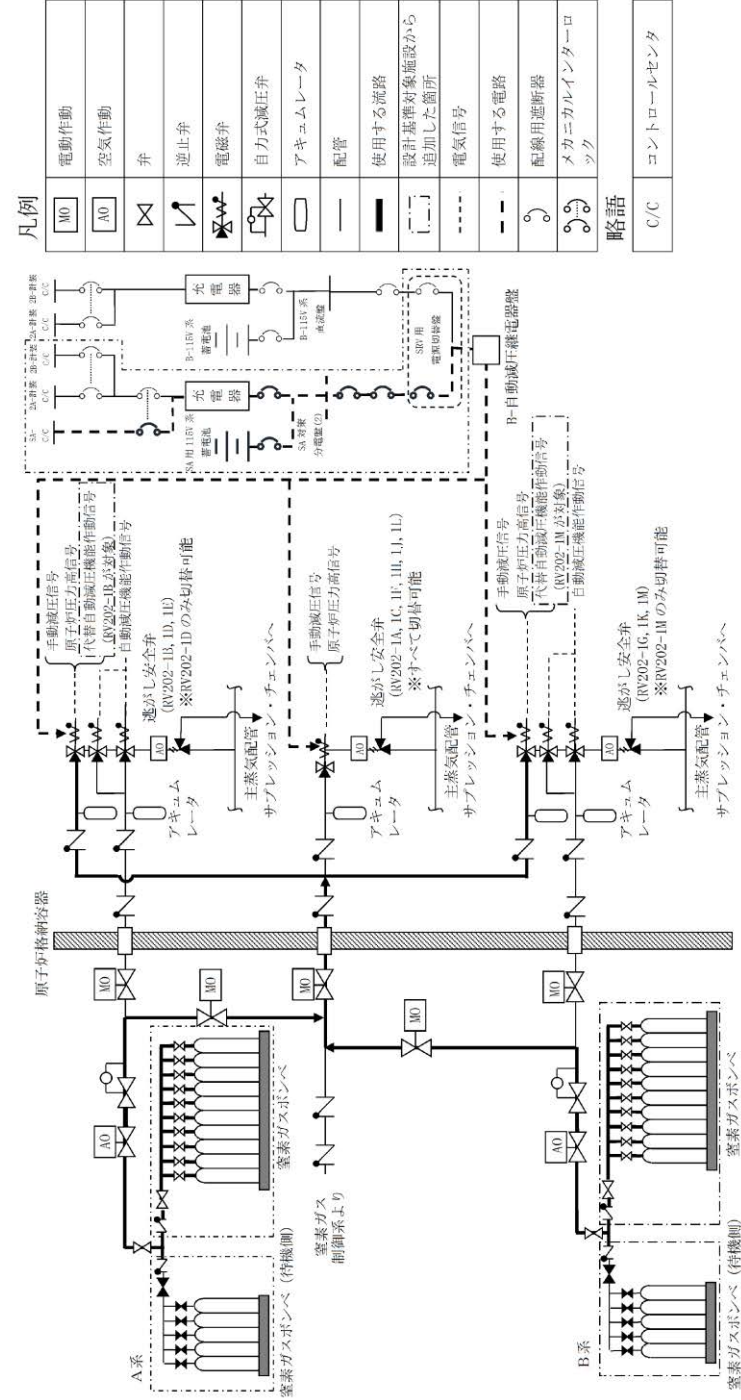 凡例
MO
電動作動
AO
空気作動
弁
逆止弁
電磁弁
自力式減圧弁
アキュムレータ
配管
使用する流路
設計基準対象施設から
追加した箇所
電気信号
使用する電路
配線用遮断器
メカニカルインターロ
ック
略語
C/C
コントロールセンタ
SA-
C/C
2A-計装
C/C
2B-計装
C/C
2A-計装
C/C
2B-計装
C/C
SA用115V系
蓄電池
充電器
B-115V系
蓄電池
充電器
SA対策
分電盤(2)
B-115V系
直流盤
SRV用
電源切替盤
B-自動減圧継電器盤
手動減圧信号
原子炉圧力高信号
代替自動減圧機能作動信号
(RV202-1Bが対象)
自動減圧機能作動信号
逃がし安全弁
(RV202-1B, 1D, 1E)
※RV202-1Dのみ切替可能
AO
主蒸気配管
サプレッション・チェンバへ
アキュム
レータ
手動減圧信号
原子炉圧力高信号
逃がし安全弁
(RV202-1A, 1C, 1F, 1H, 1J, 1L)
※すべて切替可能
AO
主蒸気配管
サプレッション・チェンバへ
アキュム
レータ
手動減圧信号
原子炉圧力高信号
代替自動減圧機能作動信号
(RV202-1Mが対象)
自動減圧機能作動信号
逃がし安全弁
(RV202-1G, 1K, 1M)
※RV202-1Mのみ切替可能
AO
主蒸気配管
サプレッション・チェンバへ
アキュム
レータ
原子炉格納容器
MO
MO
MO
MO
MO
AO
AO
A系
窒素ガスボンベ(待機側)
窒素ガスボンベ
窒素ガス
制御系より
B系
窒素ガスボンベ(待機側)
窒素ガスボンベ